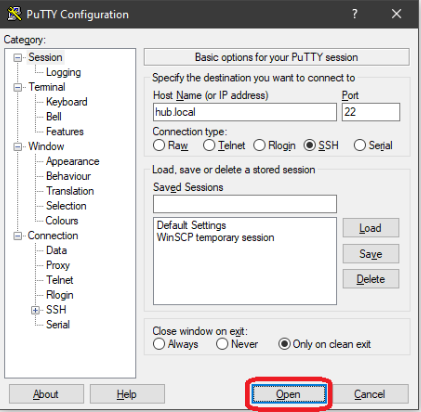 PuTTY Configuration
?
Category:
Session
Logging
Terminal
Keyboard
Bell
Features
Window
Appearance
Behaviour
Translation
Selection
Colours
Connection
Data
Proxy
Telnet
Rlogin
SSH
Serial
Basic options for your PuTTY session
Specify the destination you want to connect to
Host Name (or IP address) Port
hub.local 22
Connection type:
Raw Telnet Rlogin SSH Serial
Load, save or delete a stored session
Saved Sessions
Default Settings
WinSCP temporary session
Load
Save
Delete
Close window on exit:
Always Never Only on clean exit
About Help Open Cancel